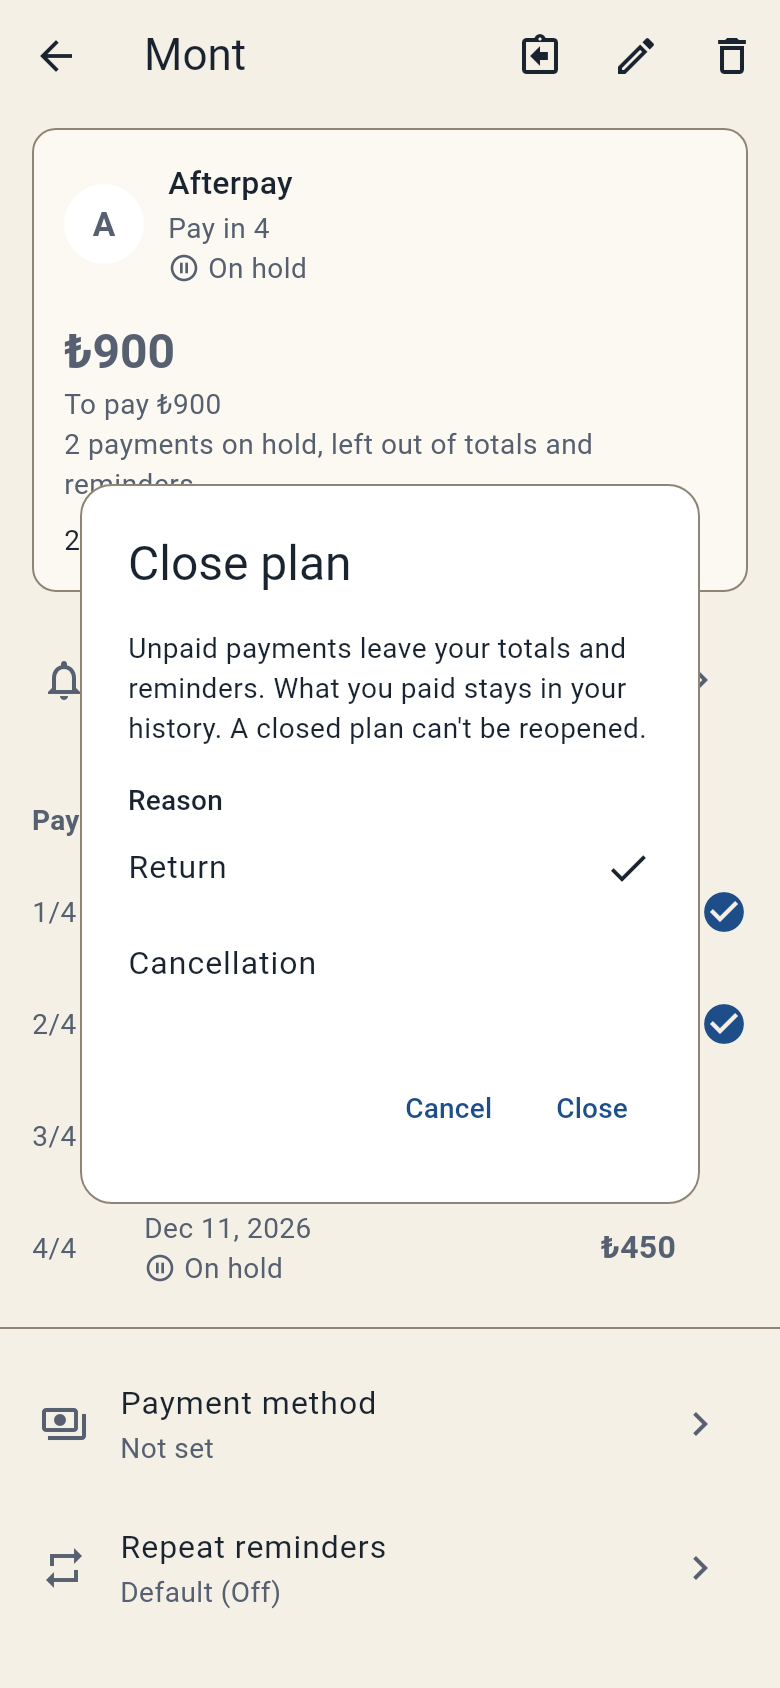 Mont
A
Afterpay
Pay in 4
On hold
₺900
To pay ₺900
2 payments on hold, left out of totals and
reminders
2
Close plan
Unpaid payments leave your totals and
reminders. What you paid stays in your
history. A closed plan can't be reopened.
Reason
Return
Cancellation
Cancel
Close
Pay
1/4
2/4
3/4
4/4
Dec 11, 2026
On hold
₺450
Payment method
Not set
Repeat reminders
Default (Off)